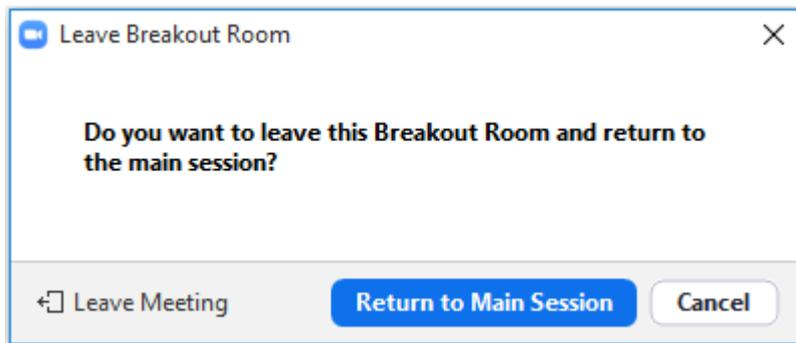 Leave Breakout Room
Do you want to leave this Breakout Room and return to
the main session?
Leave Meeting
Return to Main Session
Cancel